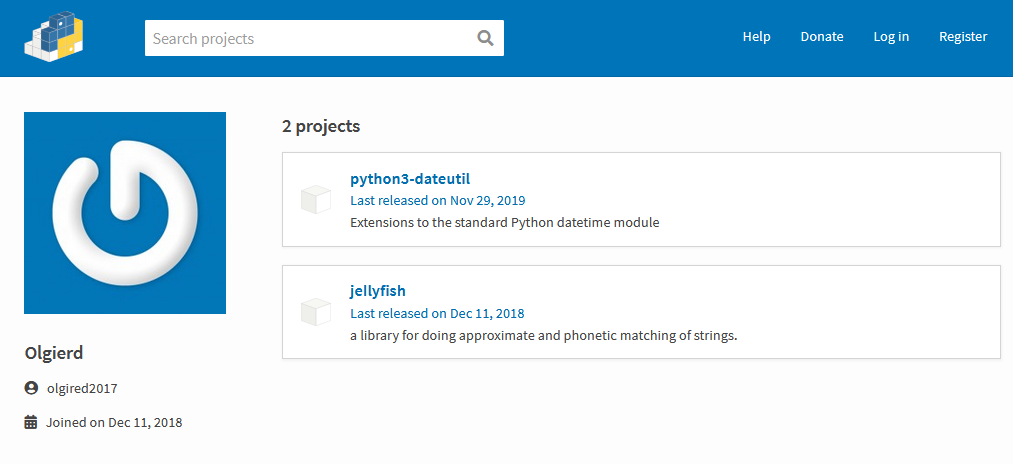 Search projects
Help
Donate
Log in
Register
2 projects
python3-dateutil
Last released on Nov 29, 2019
Extensions to the standard Python datetime module
jeIlyfish
Last released on Dec 11, 2018
a library for doing approximate and phonetic matching of strings.
Olgierd
olgired2017
Joined on Dec 11, 2018